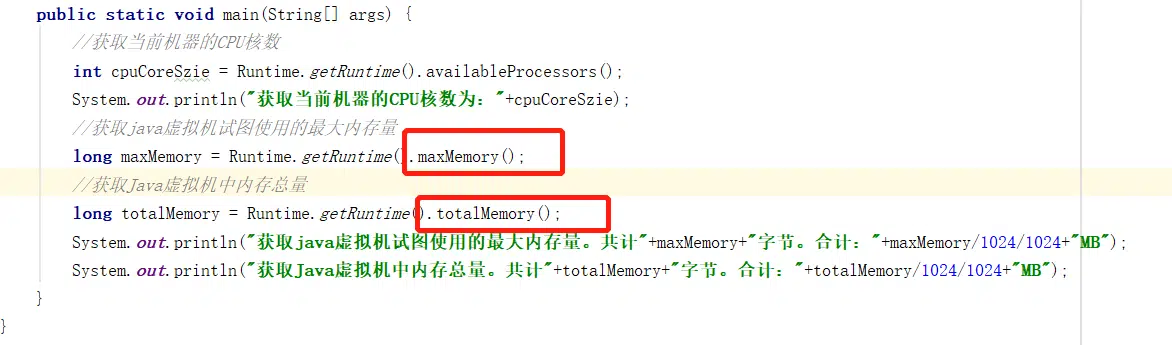 public static void main(String[] args) {
//获取当前机器的CPU核数
int cpuCoreSzie = Runtime.getRuntime().availableProcessors();
System.out.println("获取当前机器的CPU核数为："+cpuCoreSzie);
//获取java虚拟机试图使用的最大内存量
long maxMemory = Runtime.getRuntime().maxMemory();
//获取Java虚拟机中内存总量
long totalMemory = Runtime.getRuntime().totalMemory();
System.out.println("获取java虚拟机试图使用的最大内存量。共计"+maxMemory+"字节。合计："+maxMemory/1024/1024+"MB");
System.out.println("获取Java虚拟机中内存总量。共计"+totalMemory+"字节。合计："+totalMemory/1024/1024+"MB");
}
}